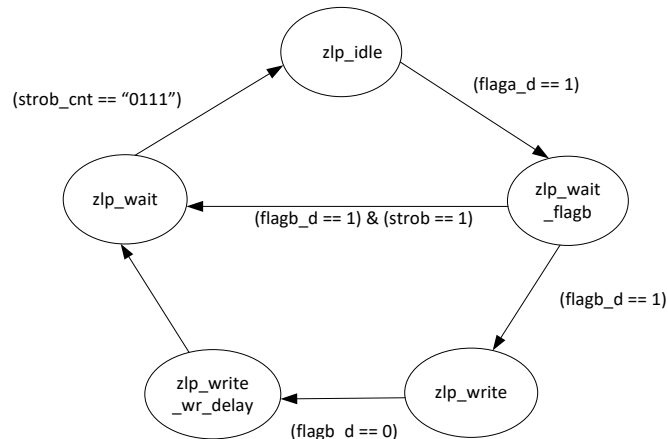 zlp_idle
(flaga_d == 1)
(strob_cnt == “0111”)
zlp_wait
zlp_wait
_flagb
(flagb_d == 1) & (strob == 1)
(flagb_d == 1)
zlp_write
_wr_delay
zlp_write
(flagb_d == 0)